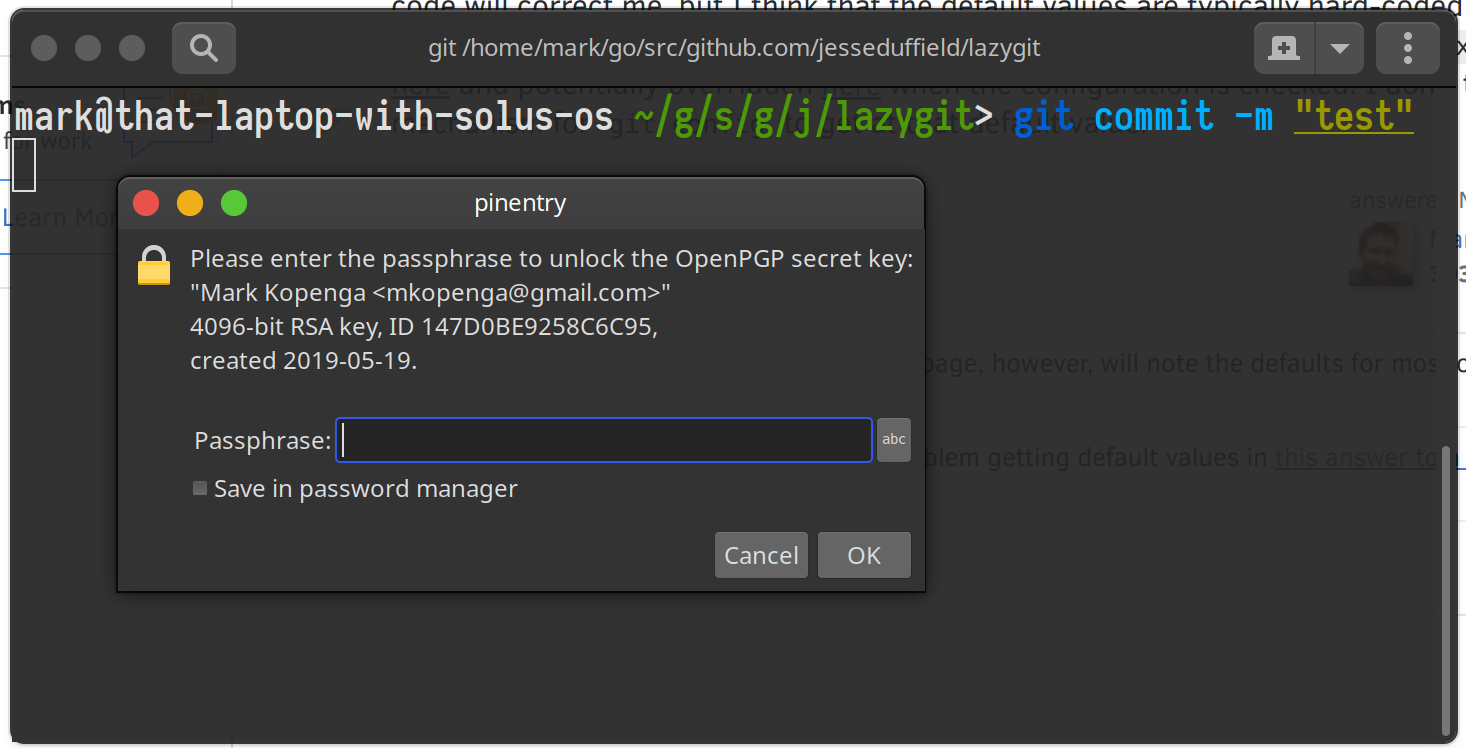 code will correct me, but I think that the default values are typically hard-coded
git /home/mark/go/src/github.com/jesseduffield/lazygit
mark@that-laptop-with-solus-os ~/g/s/g/j/lazygit> git commit -m "test"
for work
Learn Mor
pinentry
answere
Please enter the passphrase to unlock the OpenPGP secret key:
"Mark Kopenga <mkopenga@gmail.com>"
4096-bit RSA key, ID 147D0BE9258C6C95,
created 2019-05-19.
page, however, will note the defaults for mos
Passphrase:
abc
blem getting default values in this answer to
Save in password manager
Cancel
OK